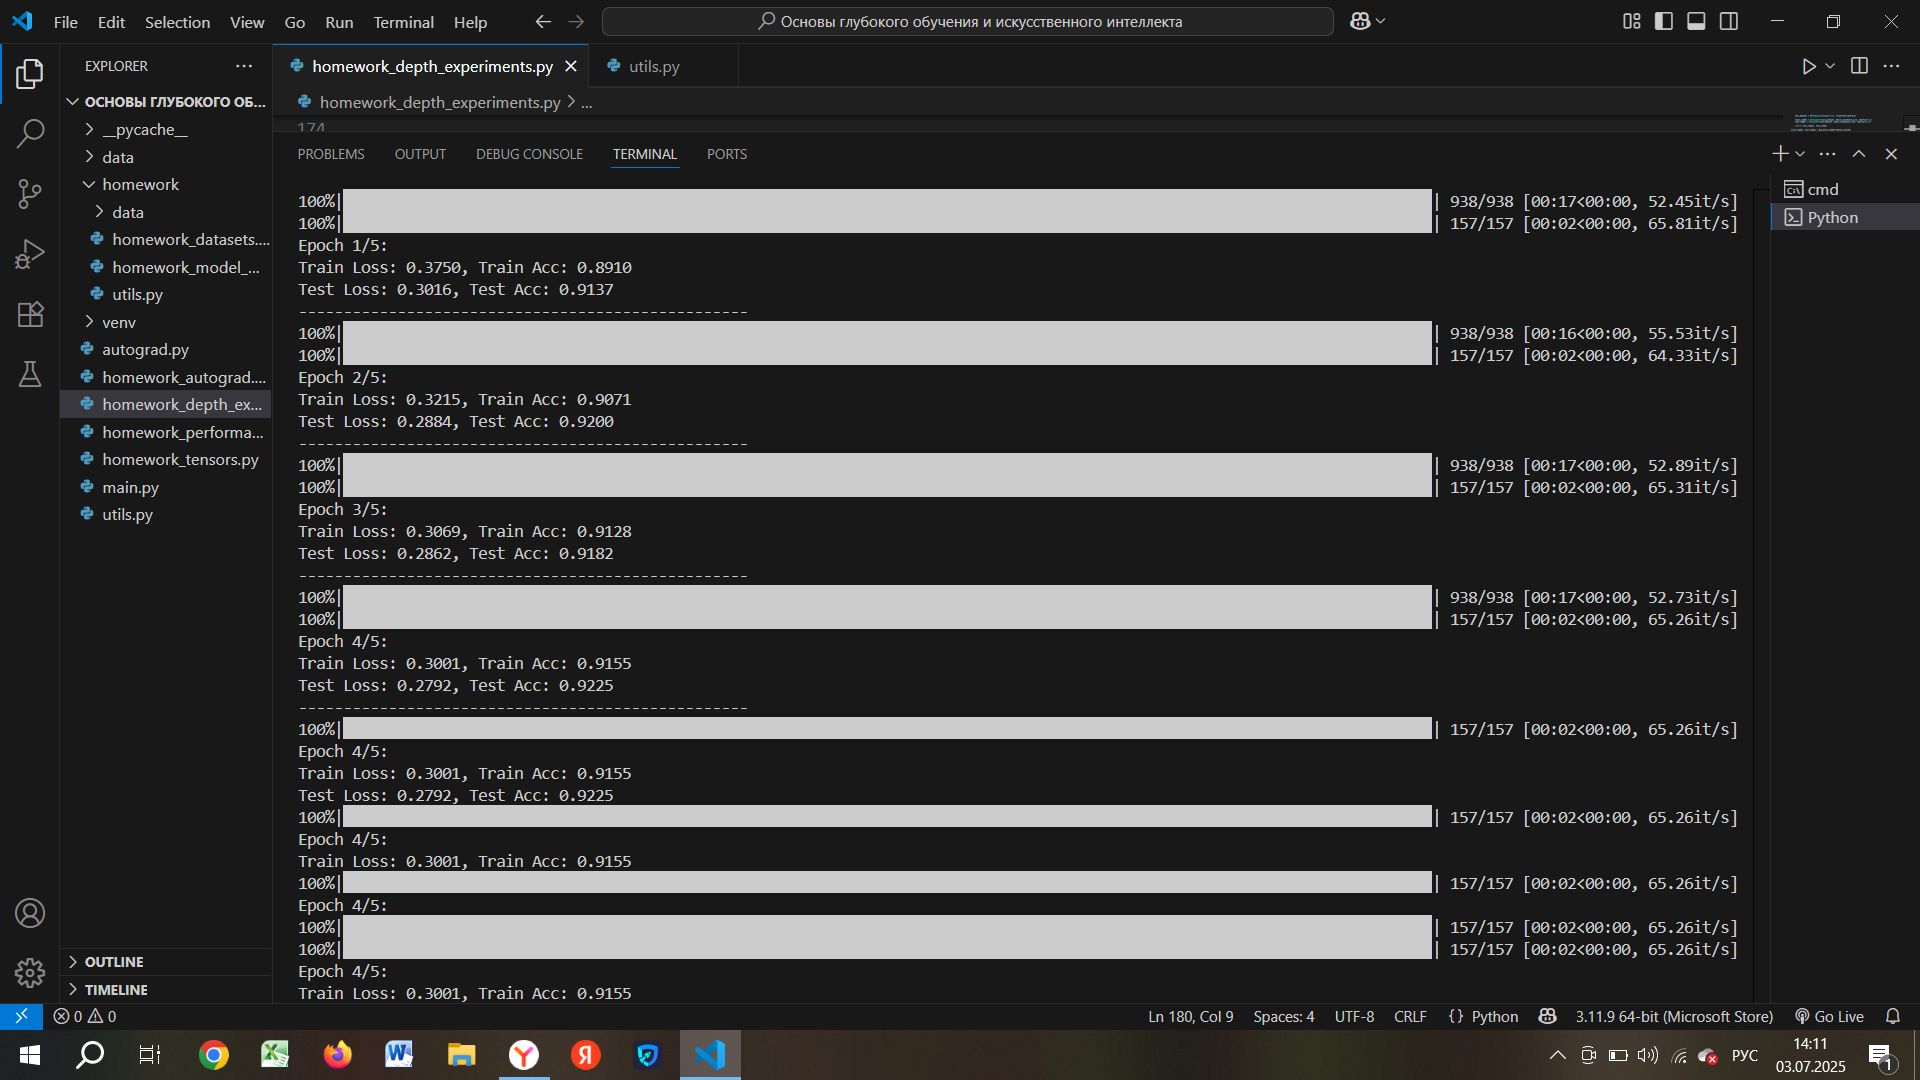 File Edit Selection View Go Run Terminal Help
Основы глубокого обучения и искусственного интеллекта
EXPLORER
ОСНОВЫ ГЛУБОКОГО ОБ...
__pycache__
data
homework
data
homework_datasets....
homework_model_...
utils.py
venv
autograd.py
homework_autograd....
homework_depth_ex...
homework_performa...
homework_tensors.py
main.py
utils.py
OUTLINE
TIMELINE
homework_depth_experiments.py
utils.py
homework_depth_experiments.py > ...
174
PROBLEMS OUTPUT DEBUG CONSOLE TERMINAL PORTS
cmd
Python
100%| | 938/938 [00:17<00:00, 52.45it/s]
100%| | 157/157 [00:02<00:00, 65.81it/s]
Epoch 1/5:
Train Loss: 0.3750, Train Acc: 0.8910
Test Loss: 0.3016, Test Acc: 0.9137
--------------------------------------------------
100%| | 938/938 [00:16<00:00, 55.53it/s]
100%| | 157/157 [00:02<00:00, 64.33it/s]
Epoch 2/5:
Train Loss: 0.3215, Train Acc: 0.9071
Test Loss: 0.2884, Test Acc: 0.9200
--------------------------------------------------
100%| | 938/938 [00:17<00:00, 52.89it/s]
100%| | 157/157 [00:02<00:00, 65.31it/s]
Epoch 3/5:
Train Loss: 0.3069, Train Acc: 0.9128
Test Loss: 0.2862, Test Acc: 0.9182
--------------------------------------------------
100%| | 938/938 [00:17<00:00, 52.73it/s]
100%| | 157/157 [00:02<00:00, 65.26it/s]
Epoch 4/5:
Train Loss: 0.3001, Train Acc: 0.9155
Test Loss: 0.2792, Test Acc: 0.9225
--------------------------------------------------
100%| | 157/157 [00:02<00:00, 65.26it/s]
Epoch 4/5:
Train Loss: 0.3001, Train Acc: 0.9155
Test Loss: 0.2792, Test Acc: 0.9225
100%| | 157/157 [00:02<00:00, 65.26it/s]
Epoch 4/5:
Train Loss: 0.3001, Train Acc: 0.9155
100%| | 157/157 [00:02<00:00, 65.26it/s]
Epoch 4/5:
100%| | 157/157 [00:02<00:00, 65.26it/s]
100%| | 157/157 [00:02<00:00, 65.26it/s]
Epoch 4/5:
Train Loss: 0.3001, Train Acc: 0.9155
0 0 Ln 180, Col 9 Spaces: 4 UTF-8 CRLF {} Python 3.11.9 64-bit (Microsoft Store) Go Live
РУС
14:11
03.07.2025
1